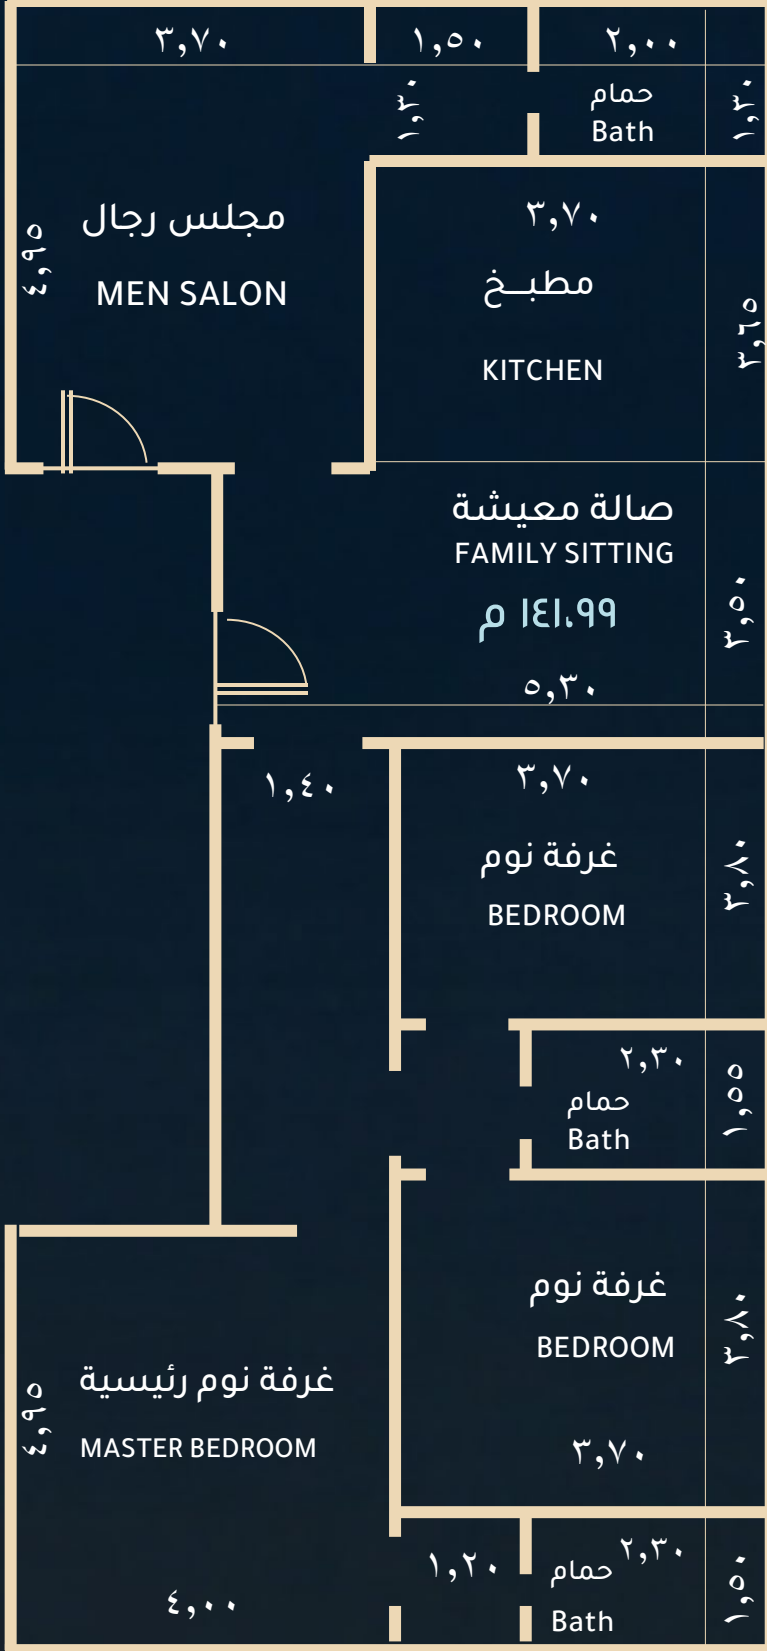 ٣,٧٠
١,٥٠
٢,٠٠
١,٣٠
حمام
Bath
١,٣٠
٤,٩٥
مجلس رجال
MEN SALON
٣,٧٠
مطبـخ
KITCHEN
٣,٦٥
صالة معيشة
FAMILY SITTING
١٤١،٩٩ م
٥,٣٠
٣,٥٠
١,٤٠
٣,٧٠
غرفة نوم
BEDROOM
٣,٨٠
٢,٣٠
حمام
Bath
١,٥٥
غرفة نوم
BEDROOM
٣,٧٠
٣,٨٠
٤,٩٥
غرفة نوم رئيسية
MASTER BEDROOM
٤,٠٠
١,٢٠
٢,٣٠
حمام
Bath
١,٥٠